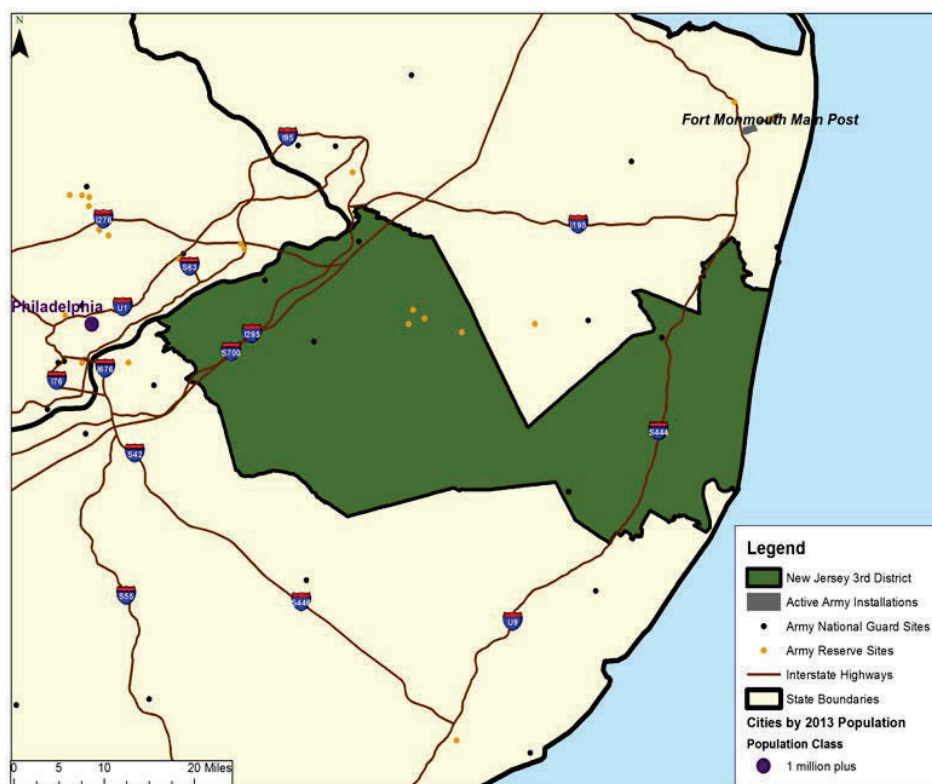 N
Fort Monmouth Main Post
I95
I276
I195
S63
Philadelphia
U1
I295
S700
I676
I76
S444
S42
S55
S446
U9
Legend
New Jersey 3rd District
Active Army Installations
Army National Guard Sites
Army Reserve Sites
Interstate Highways
State Boundaries
Cities by 2013 Population
Population Class
1 million plus
0 5 10 20 Miles